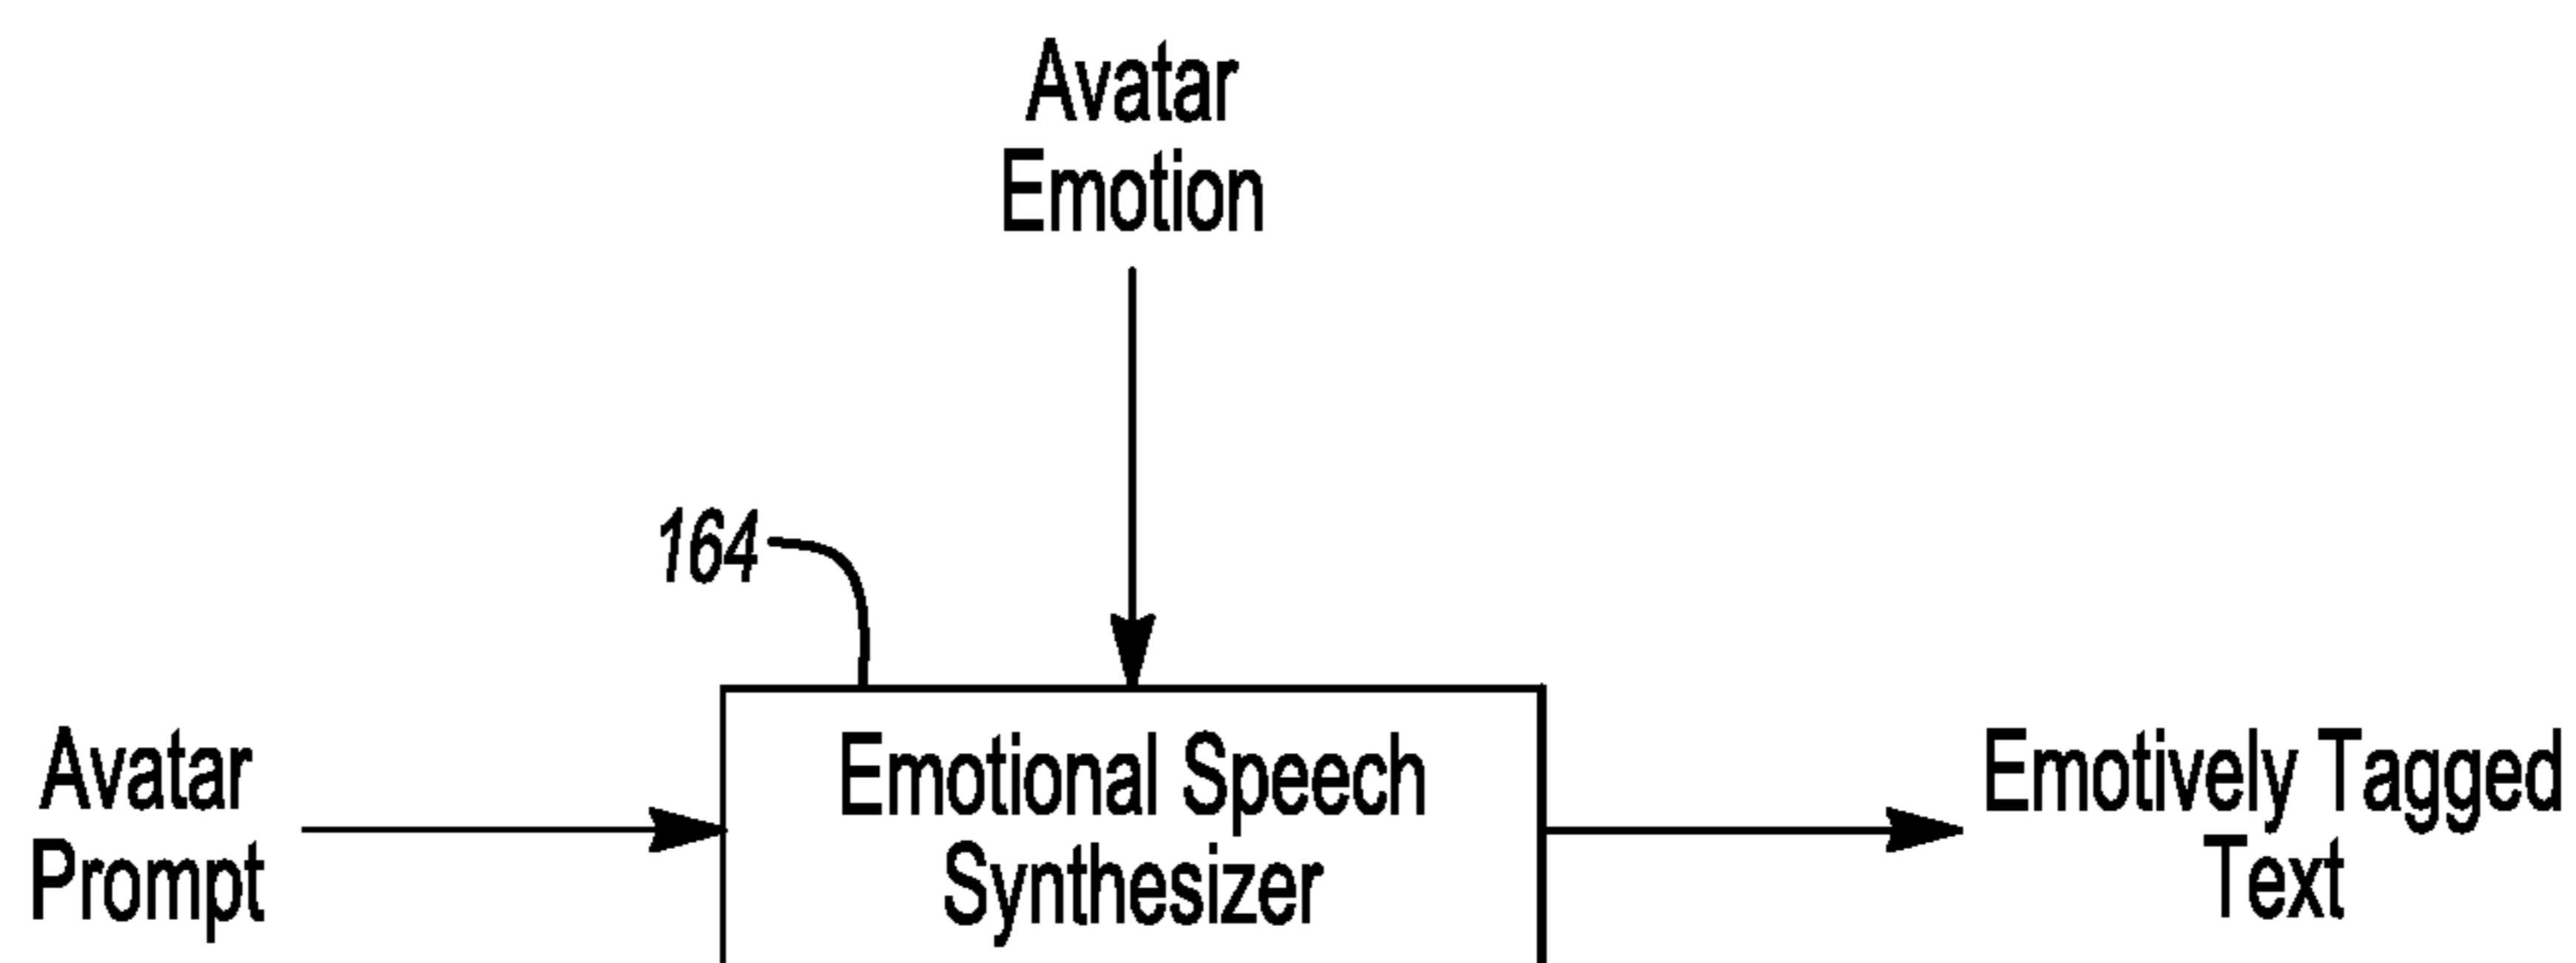 Avatar
Emotion
164
Avatar
Prompt
Emotional Speech
Synthesizer
Emotively Tagged
Text